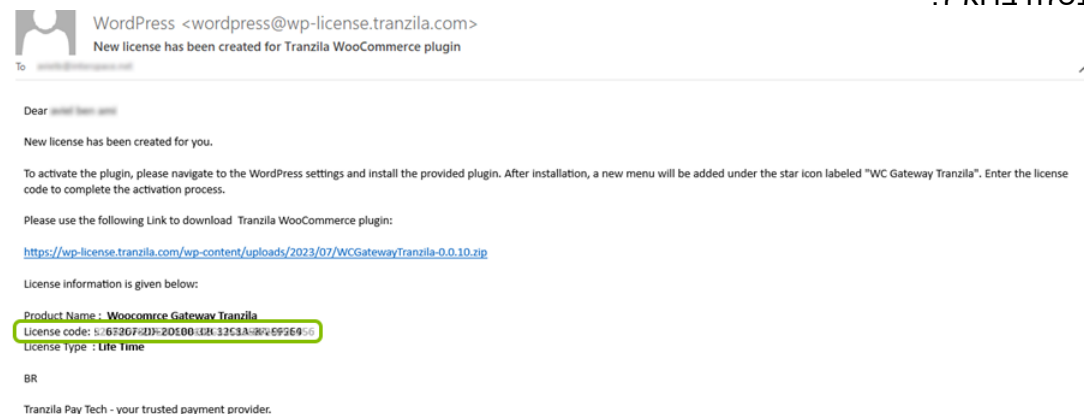 WordPress <wordpress@wp-license.tranzila.com>
New license has been created for Tranzila WooCommerce plugin
To
Dear
New license has been created for you.
To activate the plugin, please navigate to the WordPress settings and install the provided plugin. After installation, a new menu will be added under the star icon labeled "WC Gateway Tranzila". Enter the license
code to complete the activation process.
Please use the following Link to download Tranzila WooCommerce plugin:
https://wp-license.tranzila.com/wp-content/uploads/2023/07/WCGatewayTranzila-0.0.10.zip
License information is given below:
Product Name : Woocomrce Gateway Tranzila
License code:
License Type : Life Time
BR
Tranzila Pay Tech - your trusted payment provider.